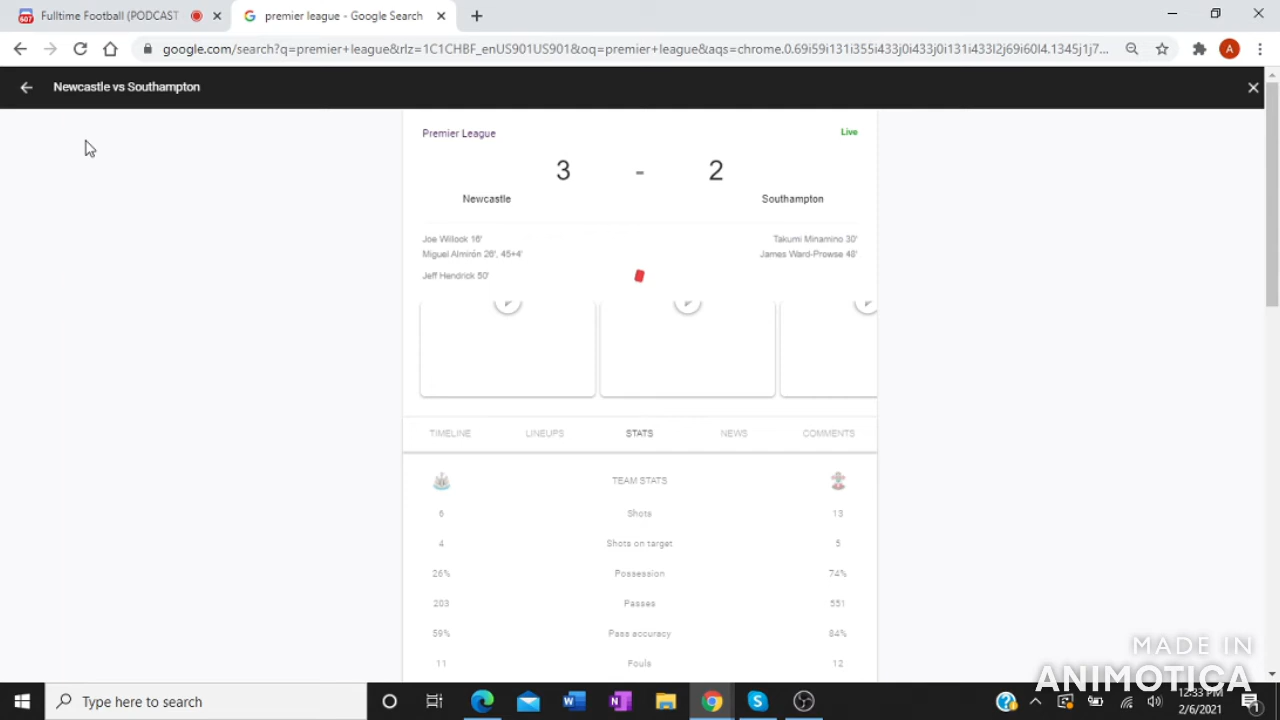 Fulltime Football (PODCAST
premier league - Google Search
google.com/search?q=premier+league&rlz=1C1CHBF_enUS901US901&oq=premier+league&aqs=chrome.0.69i59i131i355i433j0i433j0i131i433l2j69i60l4.1345j1j7...
A
Newcastle vs Southampton
Premier League
Live
3 - 2
Newcastle Southampton
Joe Willock 16' Takumi Minamino 30'
Miguel Almirón 26', 45+4' James Ward-Prowse 48'
Jeff Hendrick 50'
TIMELINE LINEUPS STATS NEWS COMMENTS
TEAM STATS
6 Shots 13
4 Shots on target 5
26% Possession 74%
203 Passes 551
59% Pass accuracy 84%
11 Fouls 12
MADE IN
ANIMOTICA
Type here to search
12:33 PM
2/6/2021